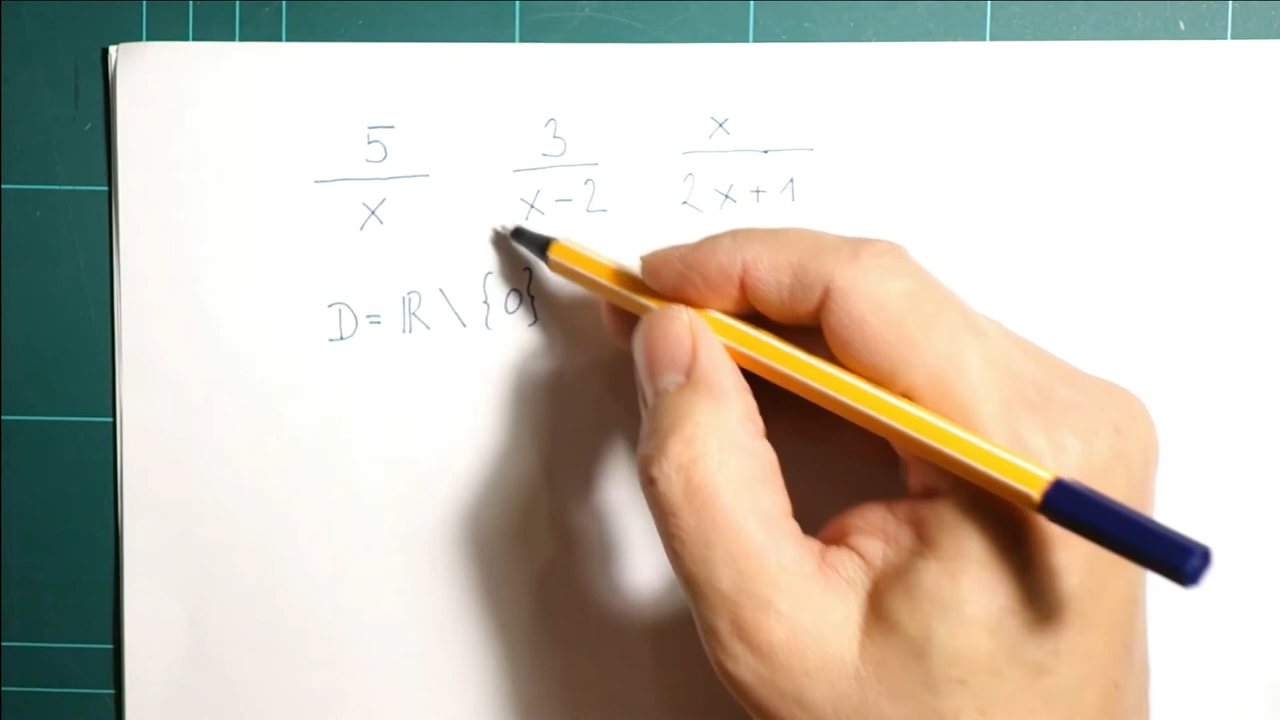 5/x 3/(x-2) x/(2x+1)
D = ℝ \ {0}